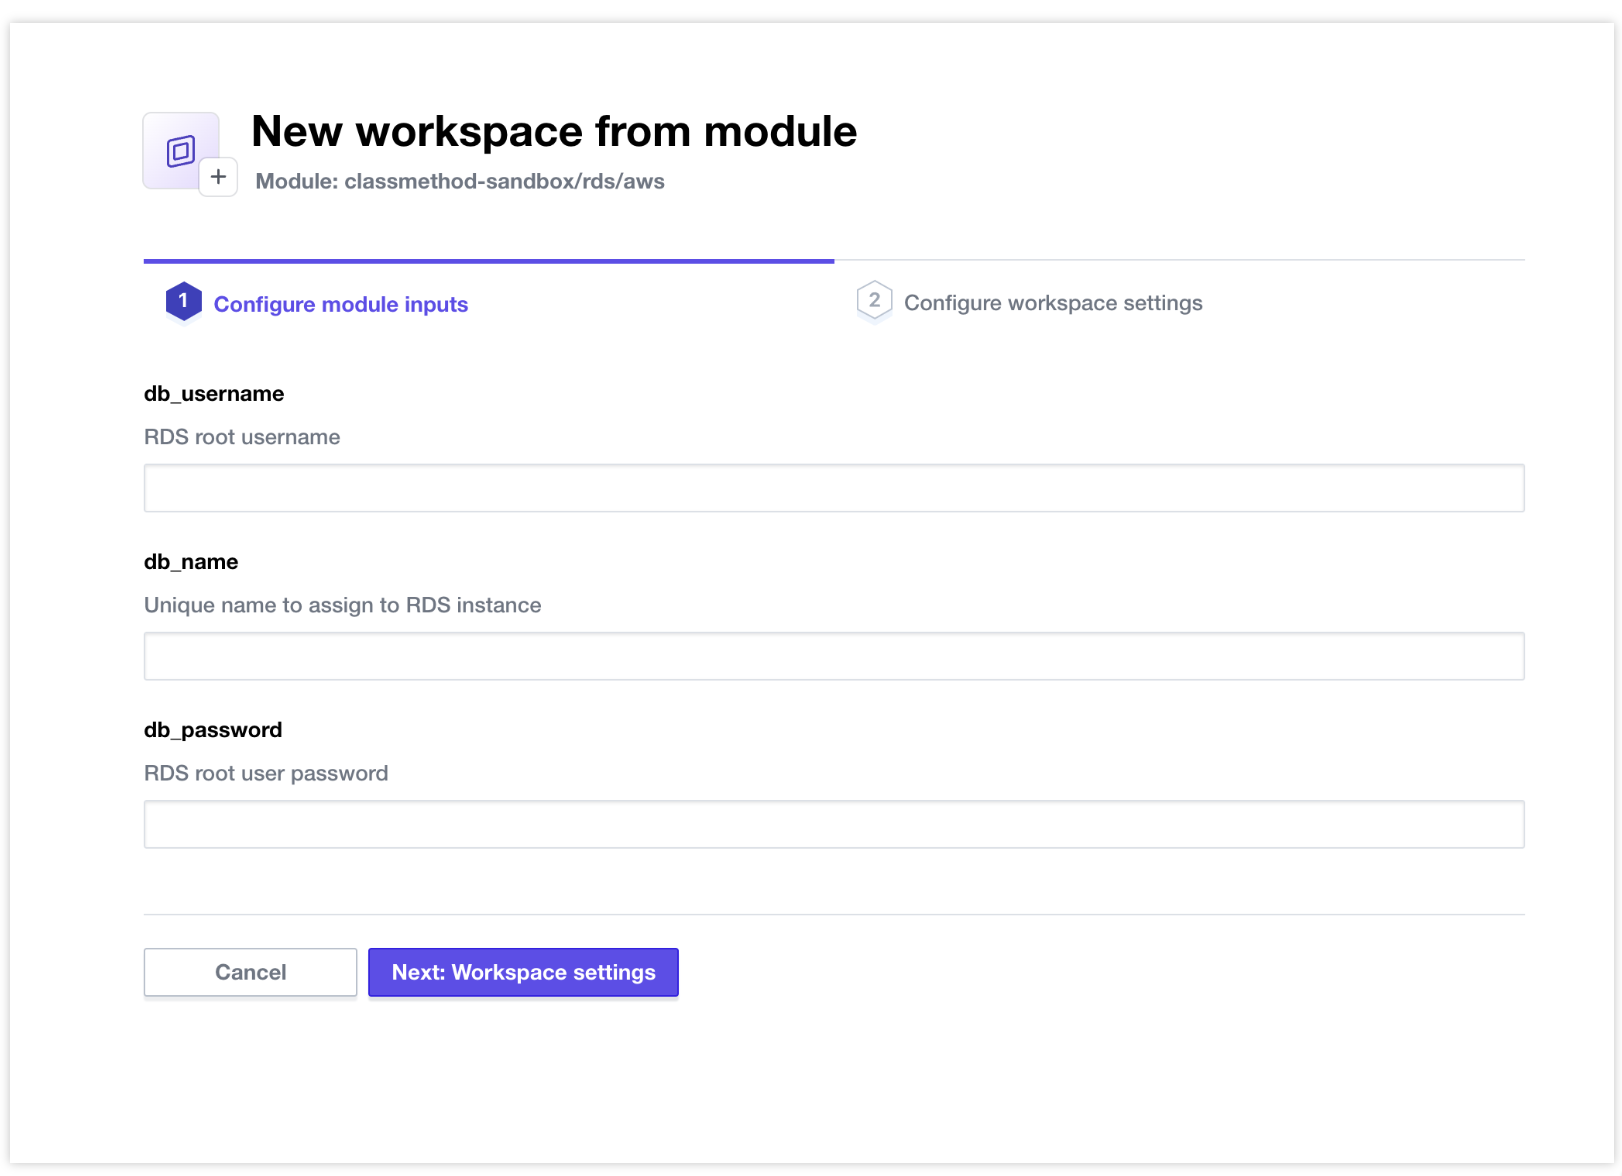 New workspace from module
Module: classmethod-sandbox/rds/aws
1 Configure module inputs
2 Configure workspace settings
db_username
RDS root username
db_name
Unique name to assign to RDS instance
db_password
RDS root user password
Cancel
Next: Workspace settings